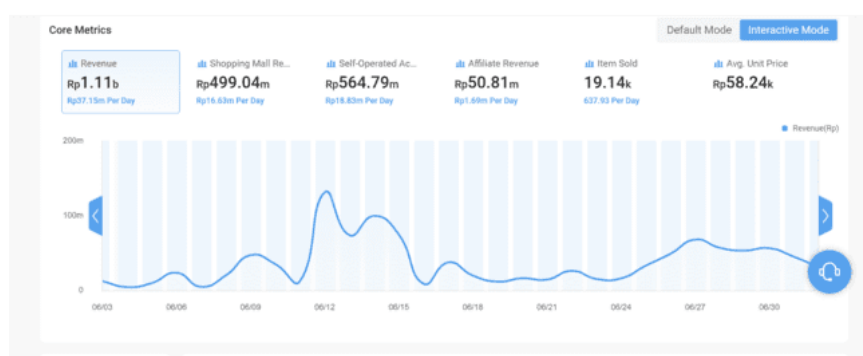 Core Metrics
Default Mode
Interactive Mode
Revenue
Rp1.11b
Rp37.15m Per Day
Shopping Mall Re...
Rp499.04m
Rp16.63m Per Day
Self-Operated Ac...
Rp564.79m
Rp18.83m Per Day
Affiliate Revenue
Rp50.81m
Rp1.69m Per Day
Item Sold
19.14k
637.93 Per Day
Avg. Unit Price
Rp58.24k
Revenue(Rp)
200m
100m
0
06/03
06/06
06/09
06/12
06/15
06/18
06/21
06/24
06/27
06/30